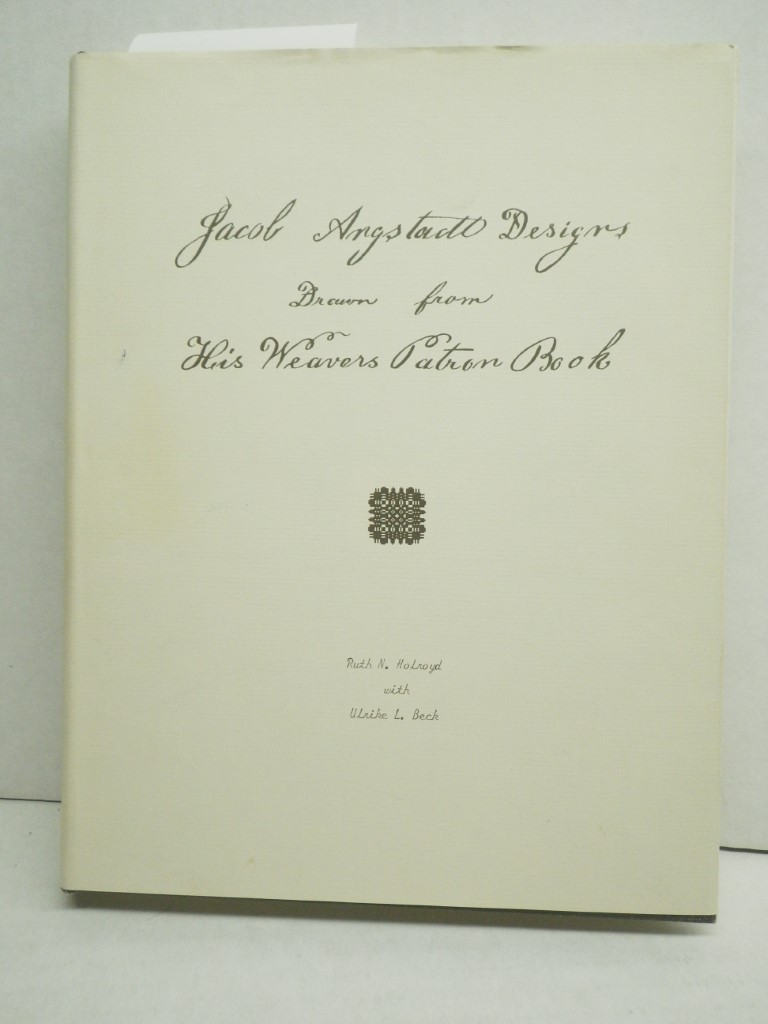 Jacob Angstadt Designs
Drawn from
His Weavers Patron Book
Ruth N. Holroyd
with
Ulrike L. Beck